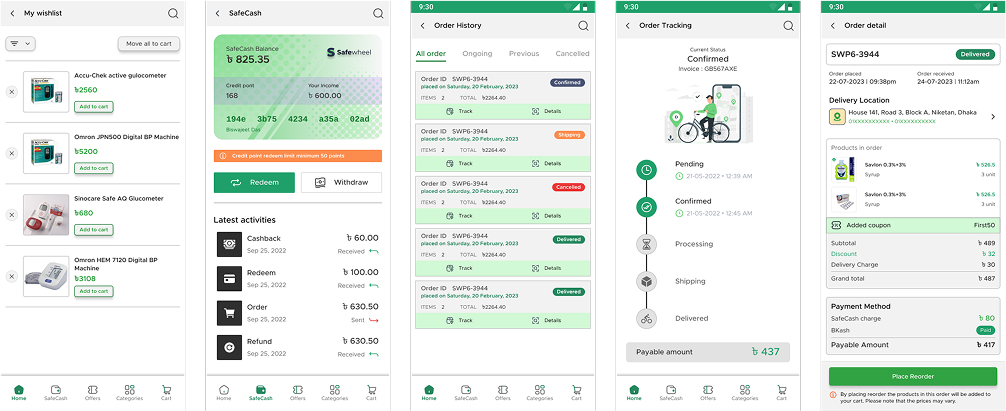 My wishlist
Move all to cart
Accu-Chek active gulocometer
৳2560
Add to cart
Omron JPN500 Digital BP Machine
৳5200
Add to cart
Sinocare Safe AQ Glucometer
৳680
Add to cart
Omron HEM 7120 Digital BP
Machine
৳3108
Add to cart
Home
SafeCash
Offers
Categories
Cart
SafeCash
SafeCash Balance
৳ 825.35
Safewheel
Credit pont
168
Your Income
৳ 600.00
194e 3b75 4234 a35a 02ad
Biswajeet Das
Credit point redeem limit minimum 50 points
Redeem
Withdraw
Latest activities
Cashback
৳ 60.00
Sep 25, 2022
Received
Redeem
৳ 100.00
Sep 25, 2022
Received
Order
৳ 630.50
Sep 25, 2022
Sent
Refund
৳ 630.50
Sep 25, 2022
Received
Home
SafeCash
Offers
Categories
Cart
9:30
Order History
All order
Ongoing
Previous
Cancelled
Order ID SWP6-3944
placed on Saturday, 20 February, 2023
Confirmed
ITEMS 2 TOTAL ৳2264.40
Track
Details
Order ID SWP6-3944
placed on Saturday, 20 February, 2023
Shipping
ITEMS 2 TOTAL ৳2264.40
Track
Details
Order ID SWP6-3944
placed on Saturday, 20 February, 2023
Cancelled
ITEMS 2 TOTAL ৳2264.40
Track
Details
Order ID SWP6-3944
placed on Saturday, 20 February, 2023
Delivered
ITEMS 2 TOTAL ৳2264.40
Track
Details
Order ID SWP6-3944
placed on Saturday, 20 February, 2023
Delivered
ITEMS 2 TOTAL ৳2264.40
Track
Details
Home
SafeCash
Offers
Categories
Cart
9:30
Order Tracking
Current Status
Confirmed
Invoice : GB567AXE
Pending
21-05-2022 • 12:39 AM
Confirmed
21-05-2022 • 12:45 AM
Processing
Shipping
Delivered
Payable amount
৳ 437
Home
SafeCash
Offers
Categories
Cart
9:30
Order detail
SWP6-3944
Delivered
Order placed
22-07-2023 | 09:38pm
Order received
24-07-2023 | 11:12am
Delivery Location
House 141, Road 3, Block A, Niketan, Dhaka
01XXXXXXXXX • 01XXXXXXXXX
Products in order
Savlon 0.3%+3%
৳ 526.5
Syrup
3 unit
Savlon 0.3%+3%
৳ 526.5
Syrup
3 unit
Added coupon
First50
Subtotal
৳ 489
Discount
৳ 32
Delivery Charge
৳ 30
Grand total
৳ 487
Payment Method
SafeCash charge
৳ 80
BKash
Paid
Payable Amount
৳ 417
Place Reorder
By placing reorder the products in this order will be added to
your cart. Please note that the prices may vary.